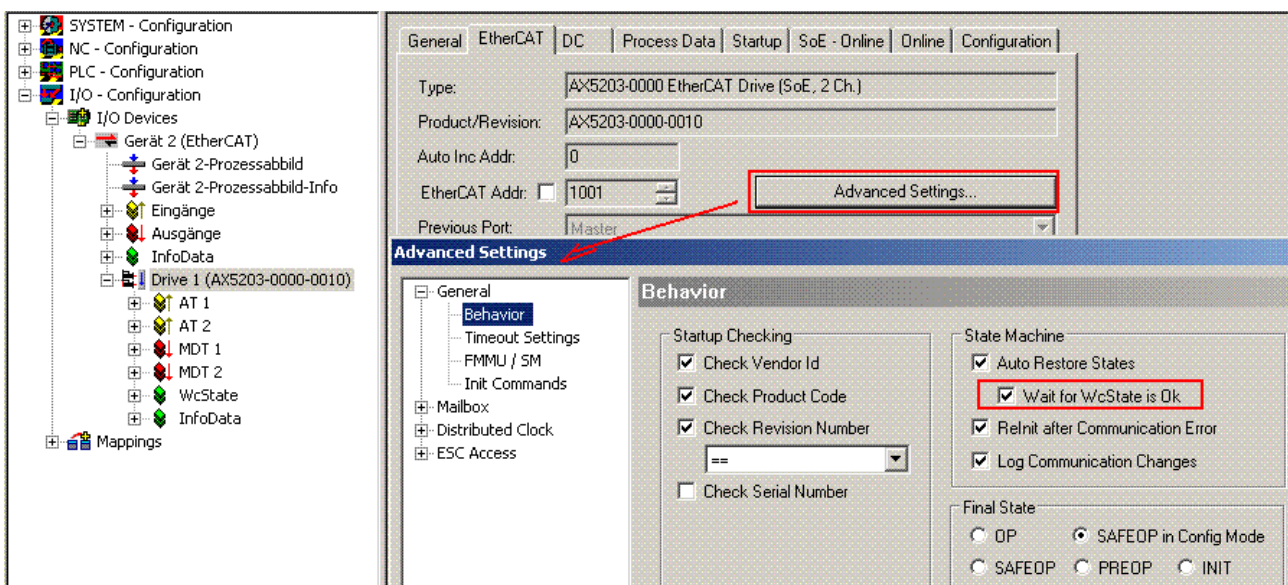 SYSTEM - Configuration
NC - Configuration
PLC - Configuration
I/O - Configuration
I/O Devices
Gerät 2 (EtherCAT)
Gerät 2-Prozessabbild
Gerät 2-Prozessabbild-Info
Eingänge
Ausgänge
InfoData
Drive 1 (AX5203-0000-0010)
AT 1
AT 2
MDT 1
MDT 2
WcState
InfoData
Mappings
General EtherCAT DC Process Data Startup SoE - Online Online Configuration
Type: AX5203-0000 EtherCAT Drive (SoE, 2 Ch.)
Product/Revision: AX5203-0000-0010
Auto Inc Addr: 0
EtherCAT Addr: 1001 Advanced Settings...
Previous Port: Master
Advanced Settings
General
Behavior
Timeout Settings
FMMU / SM
Init Commands
Mailbox
Distributed Clock
ESC Access
Behavior
Startup Checking
Check Vendor Id
Check Product Code
Check Revision Number
==
Check Serial Number
State Machine
Auto Restore States
Wait for WcState is Ok
ReInit after Communication Error
Log Communication Changes
Final State
OP SAFEOP in Config Mode
SAFEOP PREOP INIT